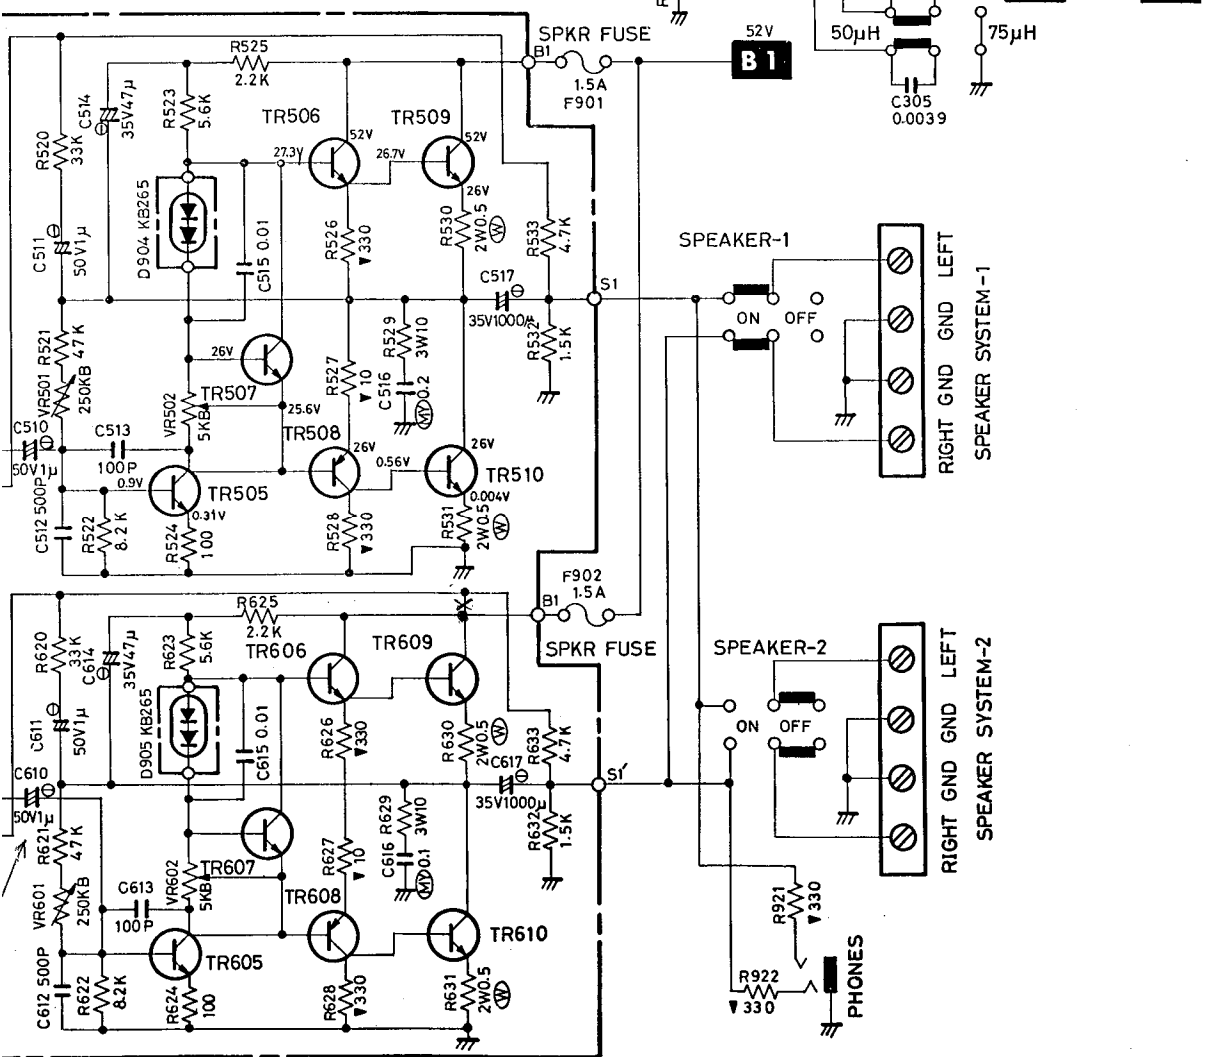 R
SPKR FUSE
52V
B1
50μH
75μH
C305
0.0039
B1
1.5A
F901
R525
2.2K
C514
35V47μ
R523
5.6K
TR506
TR509
R520
33K
52V
52V
27.3V
26.7V
26V
D904 KB265
C511
50V1μ
C515 0.01
R526
▼330
R530
2W0.5
W
R533
4.7K
SPEAKER-1
C517
35V1000μ
S1
ON
OFF
LEFT
GND
GND
RIGHT
SPEAKER SYSTEM-1
R521
47K
26V
R529
3W10
R532
1.5K
VR501
250KB
TR507
VR502
5KB
25.6V
R527
▼10
C516
MY
0.2
C510
50V1μ
C513
100P
TR508
26V
26V
0.56V
TR510
0.9V
TR505
0.31V
0.004V
C512 500P
R522
8.2K
R524
100
R528
▼330
R531
2W0.5
W
F902
1.5A
B1
SPKR FUSE
R625
2.2K
R620
33K
C614
35V47μ
R623
5.6K
TR606
TR609
SPEAKER-2
D905 KB265
C611
50V1μ
C615 0.01
R626
▼330
R630
2W0.5
W
R633
4.7K
ON
OFF
LEFT
GND
GND
RIGHT
SPEAKER SYSTEM-2
C610
50V1μ
C617
35V1000μ
S1′
R621
47K
R629
3W10
R632
1.5K
VR601
250KB
TR607
VR602
5KB
R627
▼10
C616
MY
0.1
C613
100P
TR608
TR610
TR605
R921
▼330
C612 500P
R622
8.2K
R624
100
R628
▼330
R631
2W0.5
W
R922
▼330
PHONES